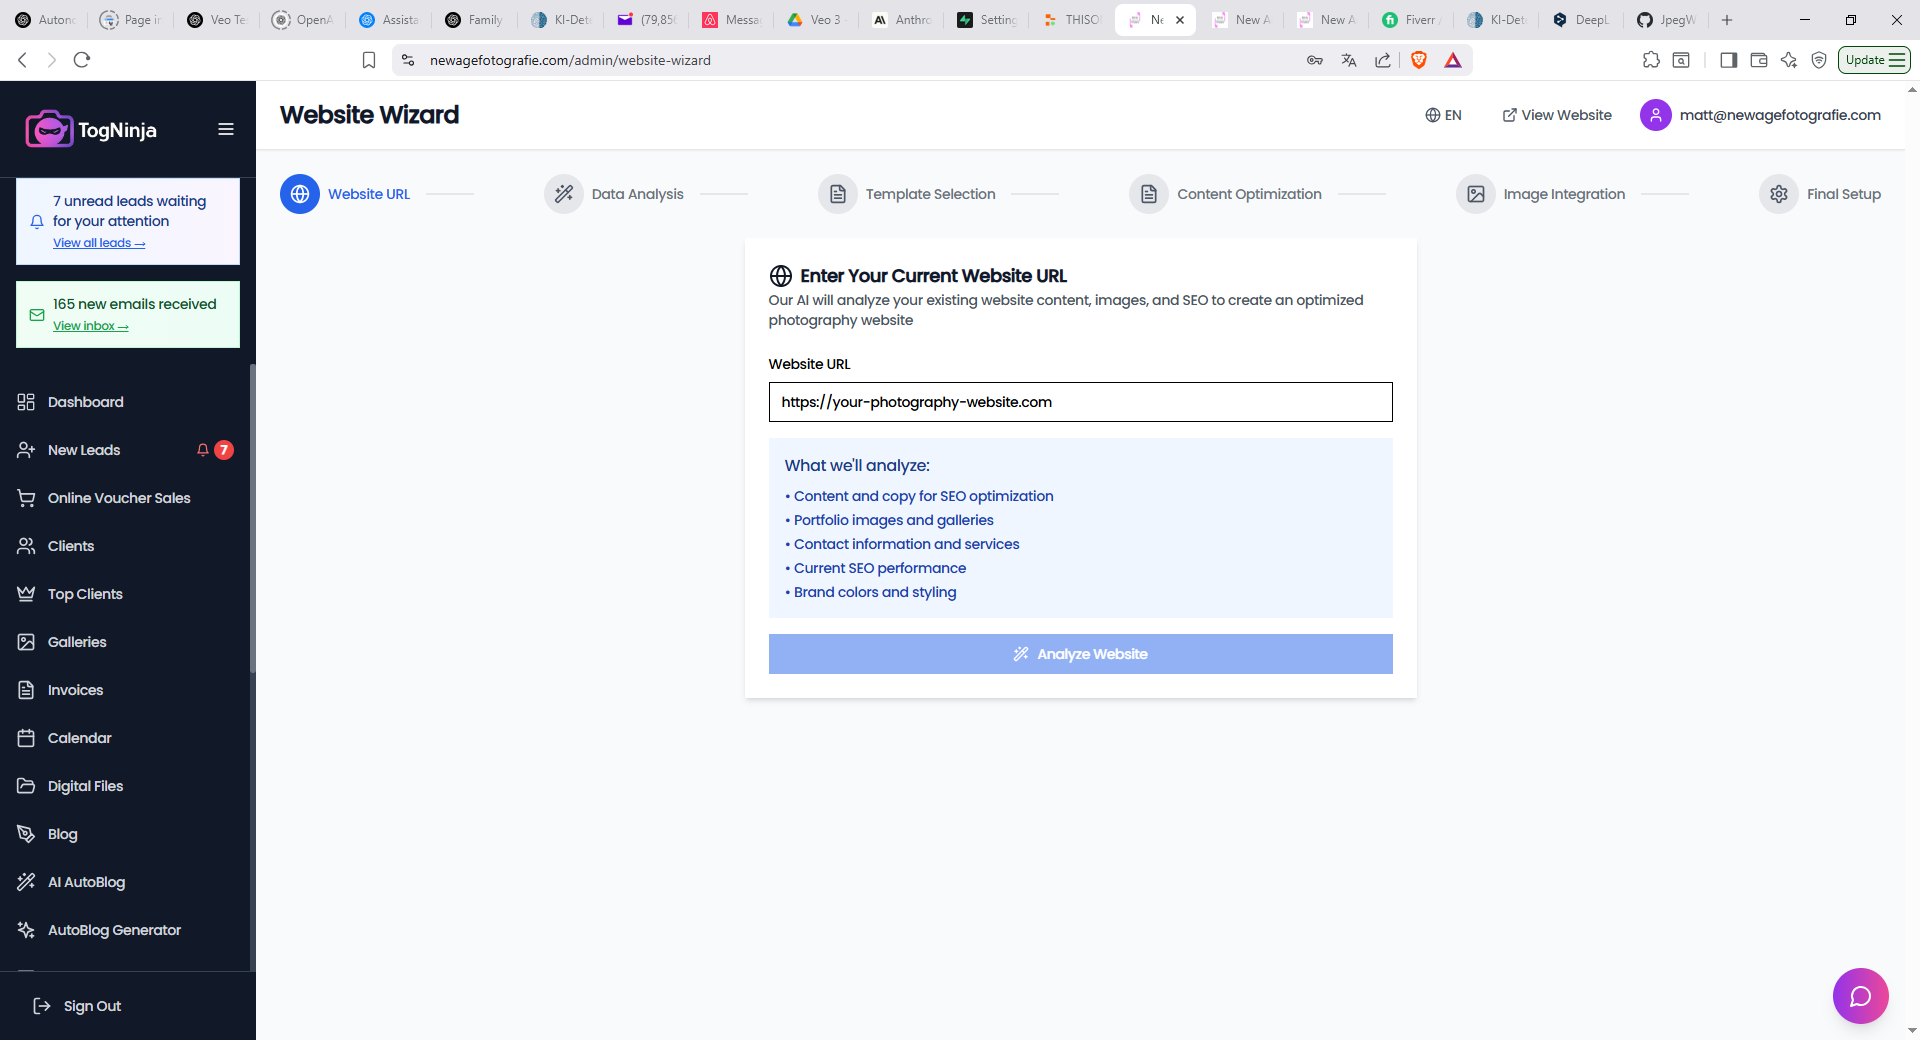 Auton
Page in
Veo Te
OpenA
Assista
Family
KI-Det
(79,85
Messa
Veo 3
Anthro
Setting
THISO
Ne
New A
New A
Fiverr
KI-Det
DeepL
JpegW
newagefotografie.com/admin/website-wizard
Update
TogNinja
Website Wizard
EN
View Website
matt@newagefotografie.com
7 unread leads waiting
for your attention
View all leads →
165 new emails received
View inbox →
Dashboard
New Leads
7
Online Voucher Sales
Clients
Top Clients
Galleries
Invoices
Calendar
Digital Files
Blog
AI AutoBlog
AutoBlog Generator
Sign Out
Website URL
Data Analysis
Template Selection
Content Optimization
Image Integration
Final Setup
Enter Your Current Website URL
Our AI will analyze your existing website content, images, and SEO to create an optimized
photography website
Website URL
https://your-photography-website.com
What we'll analyze:
• Content and copy for SEO optimization
• Portfolio images and galleries
• Contact information and services
• Current SEO performance
• Brand colors and styling
Analyze Website